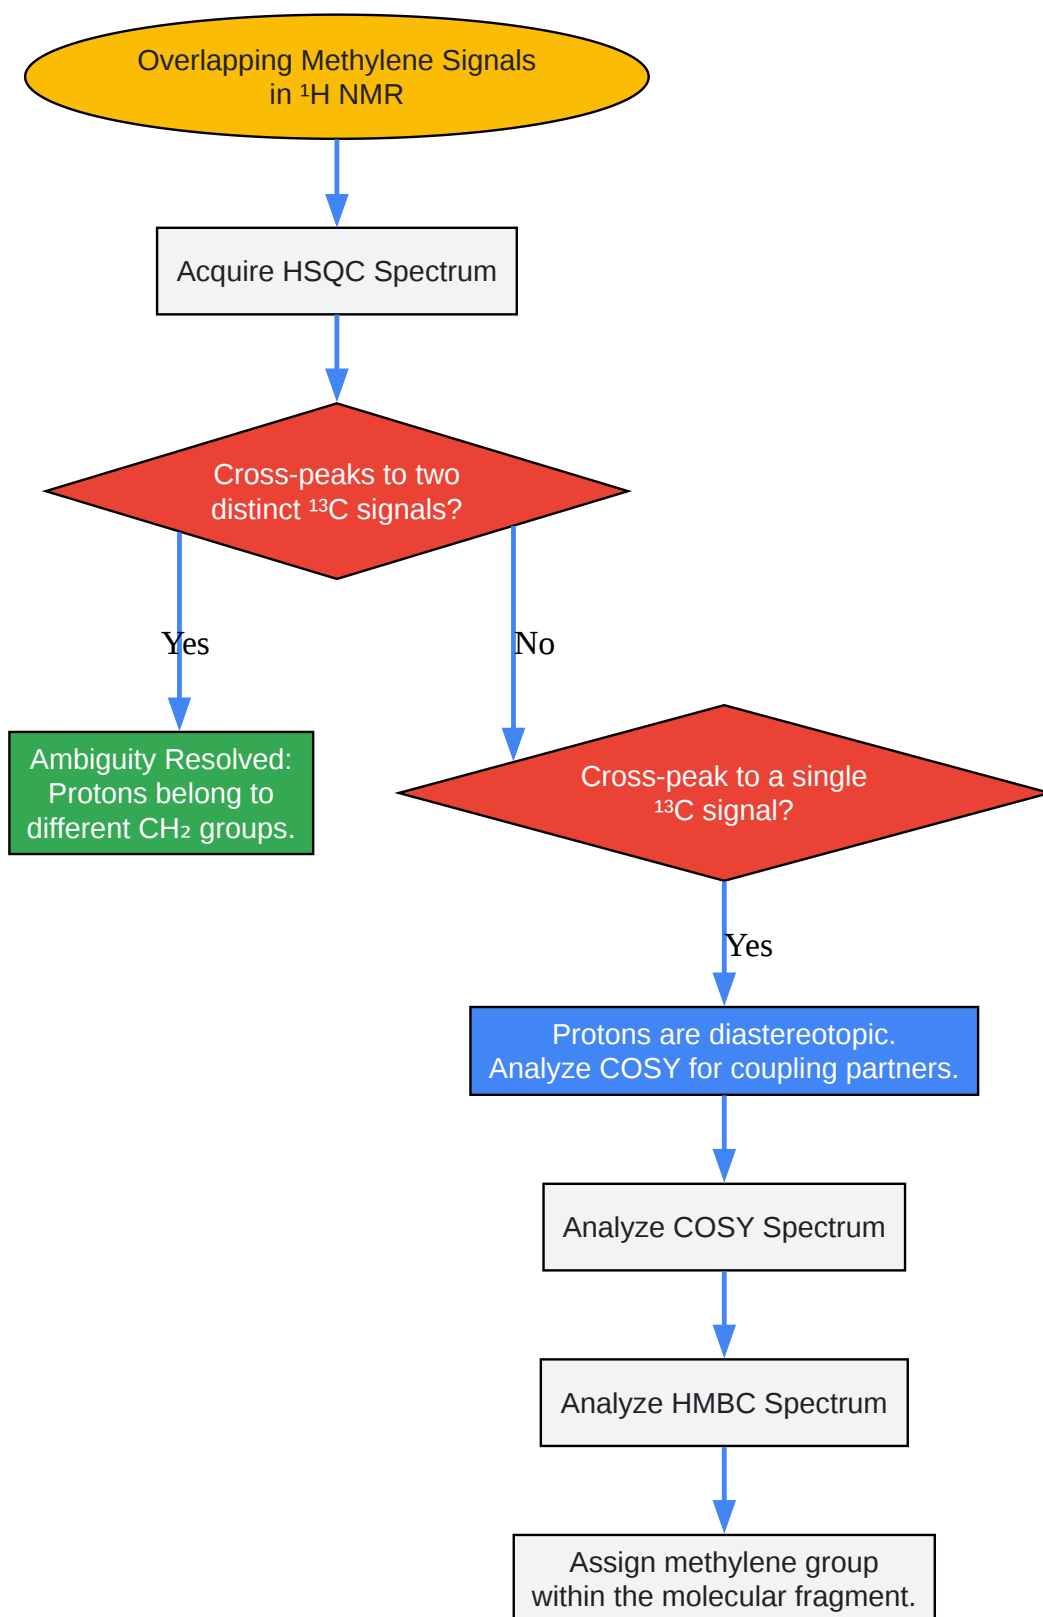 Overlapping Methylene Signals
in ¹H NMR
Acquire HSQC Spectrum
Cross-peaks to two
distinct ¹³C signals?
Yes
No
Ambiguity Resolved:
Protons belong to
different CH₂ groups.
Cross-peak to a single
¹³C signal?
Yes
Protons are diastereotopic.
Analyze COSY for coupling partners.
Analyze COSY Spectrum
Analyze HMBC Spectrum
Assign methylene group
within the molecular fragment.